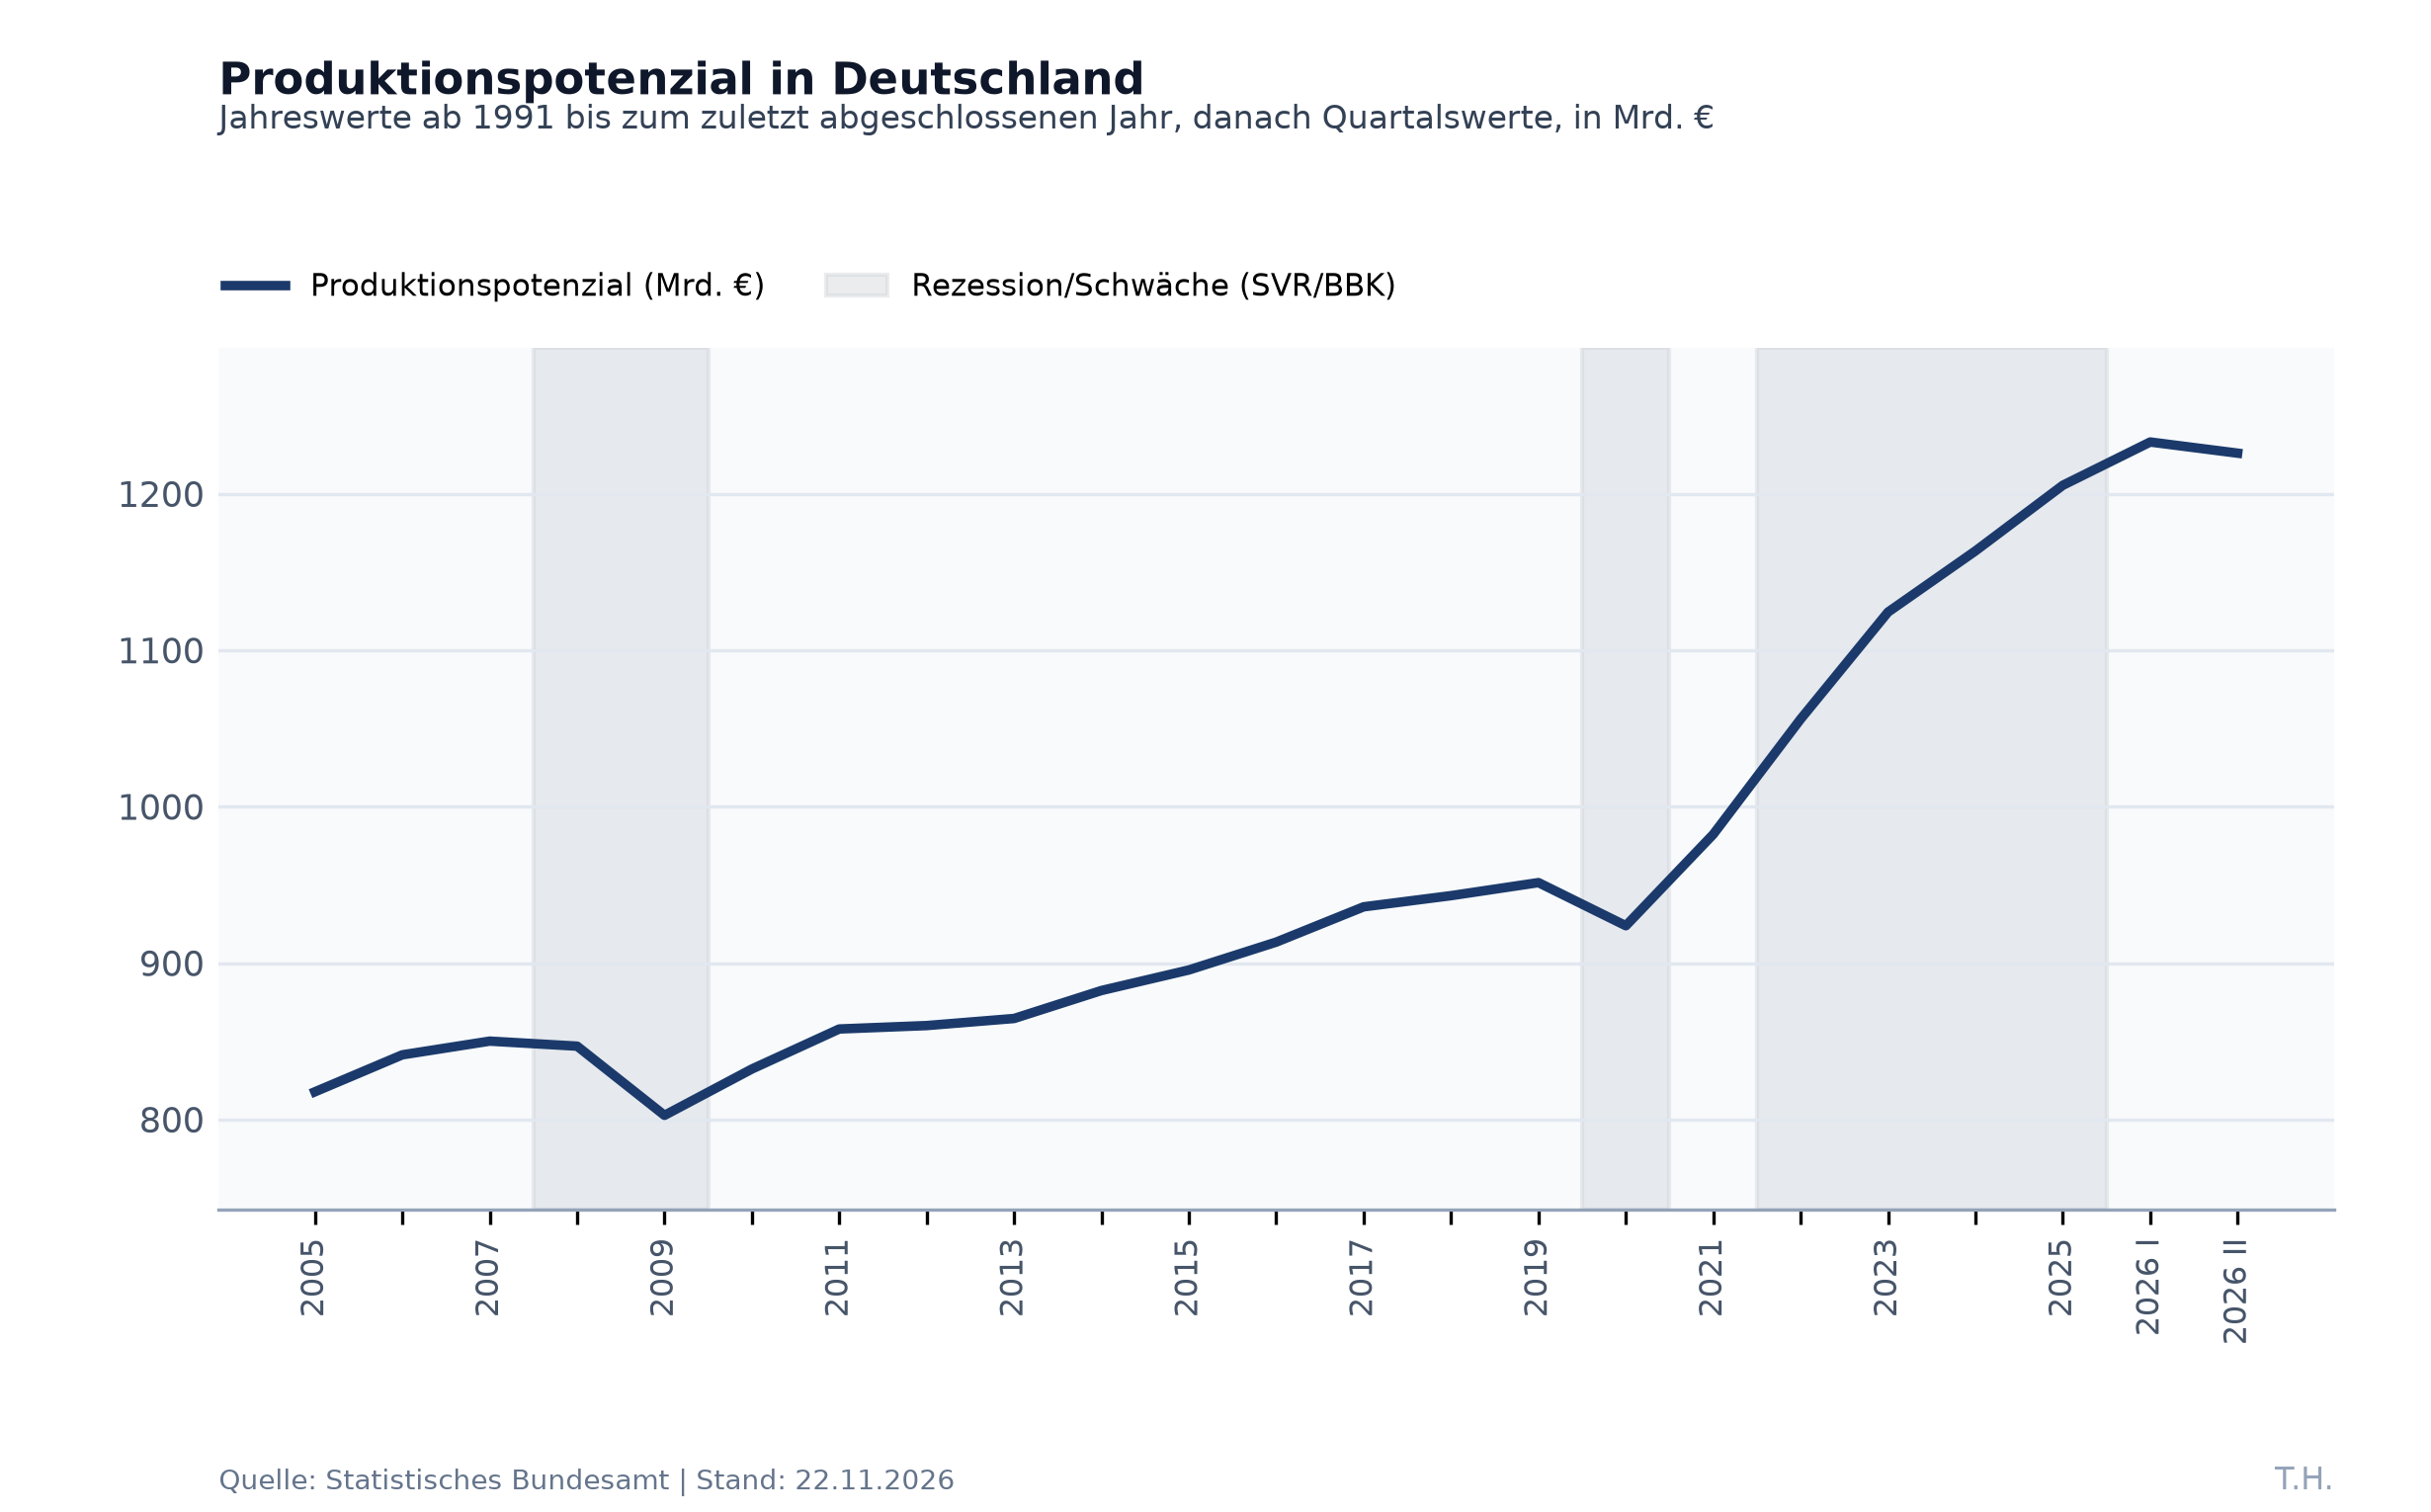 Produktionspotenzial in Deutschland
Jahreswerte ab 1991 bis zum zuletzt abgeschlossenen Jahr, danach Quartalswerte, in Mrd. €
Produktionspotenzial (Mrd. €) Rezession/Schwäche (SVR/BBK)
1200
1100
1000
900
800
2005 2007 2009 2011 2013 2015 2017 2019 2021 2023 2025 2026 I 2026 II
Quelle: Statistisches Bundesamt | Stand: 22.11.2026 T.H.